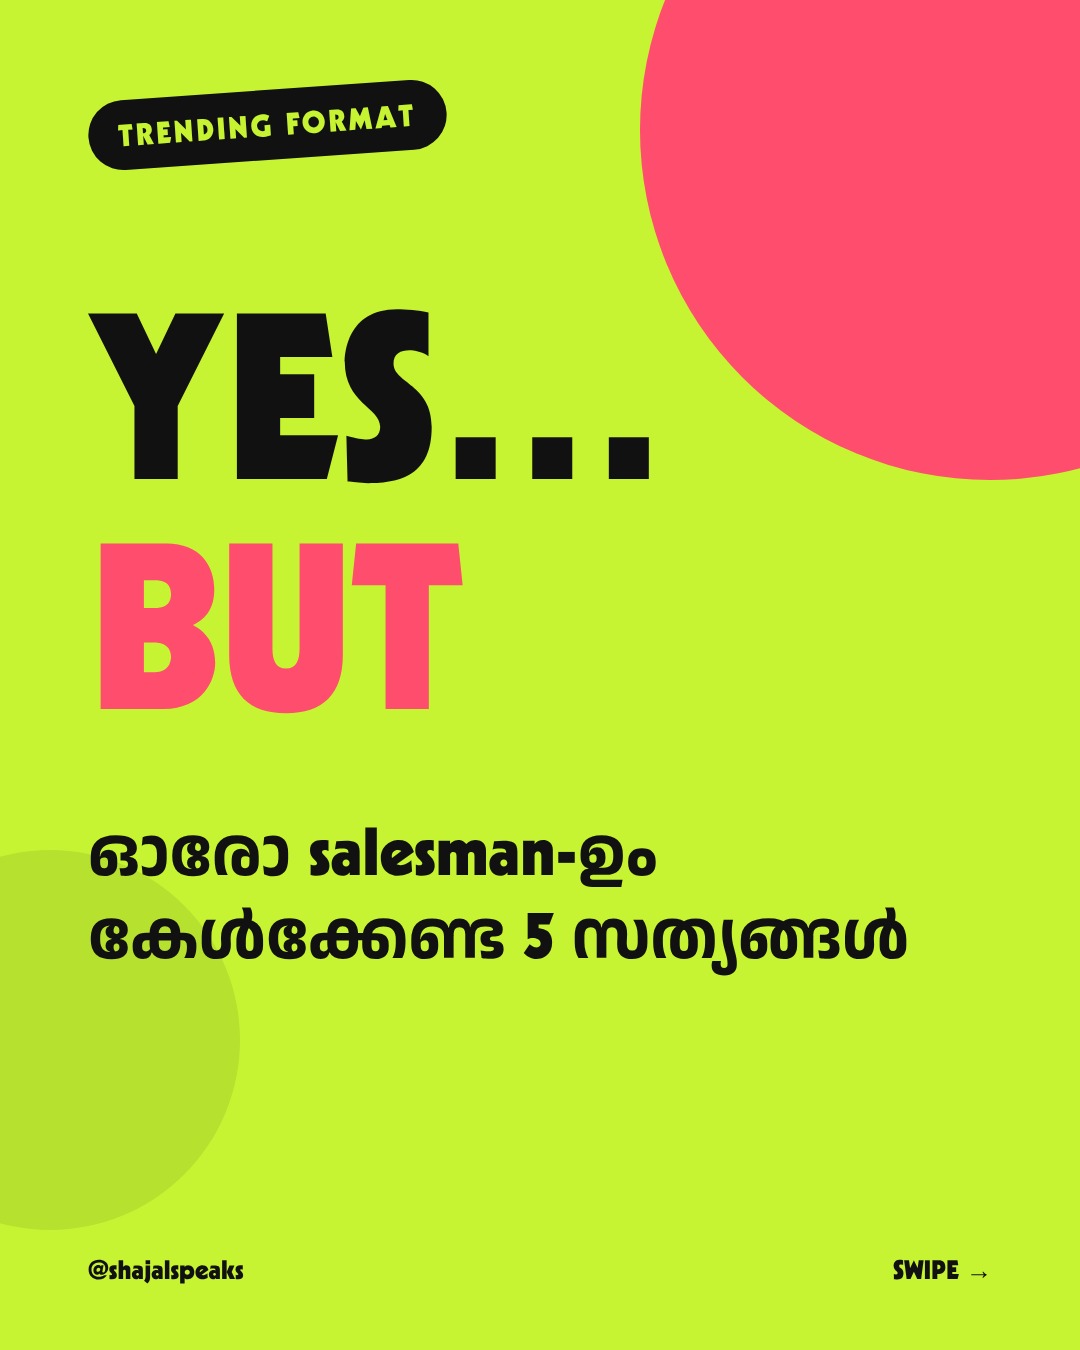 TRENDING FORMAT
YES...
BUT
ഓരോ salesman-ഉം
കേൾക്കേണ്ട 5 സത്യങ്ങൾ
@shajalspeaks
SWIPE →